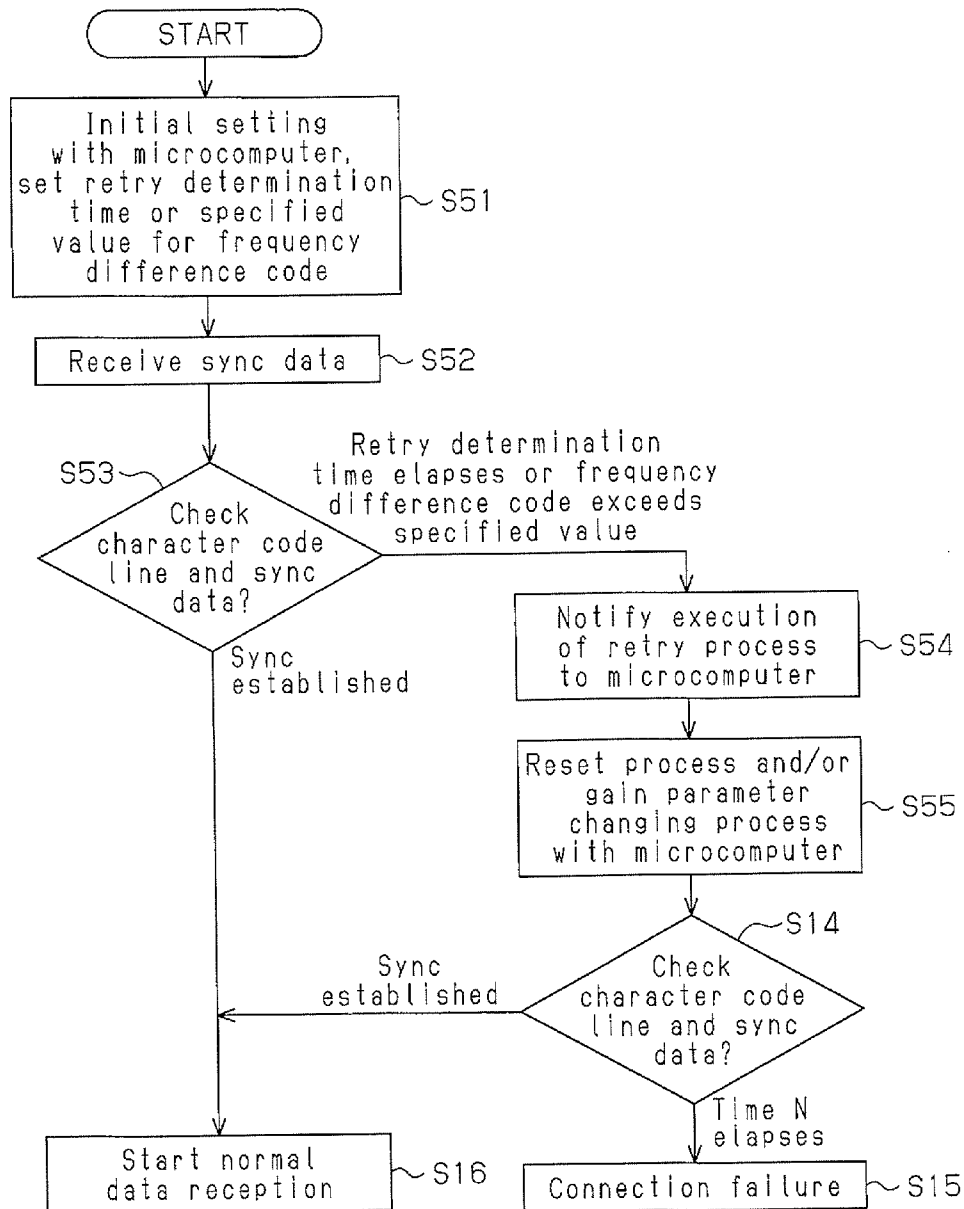 START
Initial setting
with microcomputer,
set retry determination
time or specified
value for frequency
difference code
S51
Receive sync data
S52
Retry determination
time elapses or frequency
difference code exceeds
specified value
S53
Check
character code
line and sync
data?
Sync
established
Notify execution
of retry process
to microcomputer
S54
Reset process and/or
gain parameter
changing process
with microcomputer
S55
S14
Sync
established
Check
character code
line and sync
data?
Time N
elapses
Start normal
data reception
S16
Connection failure
S15